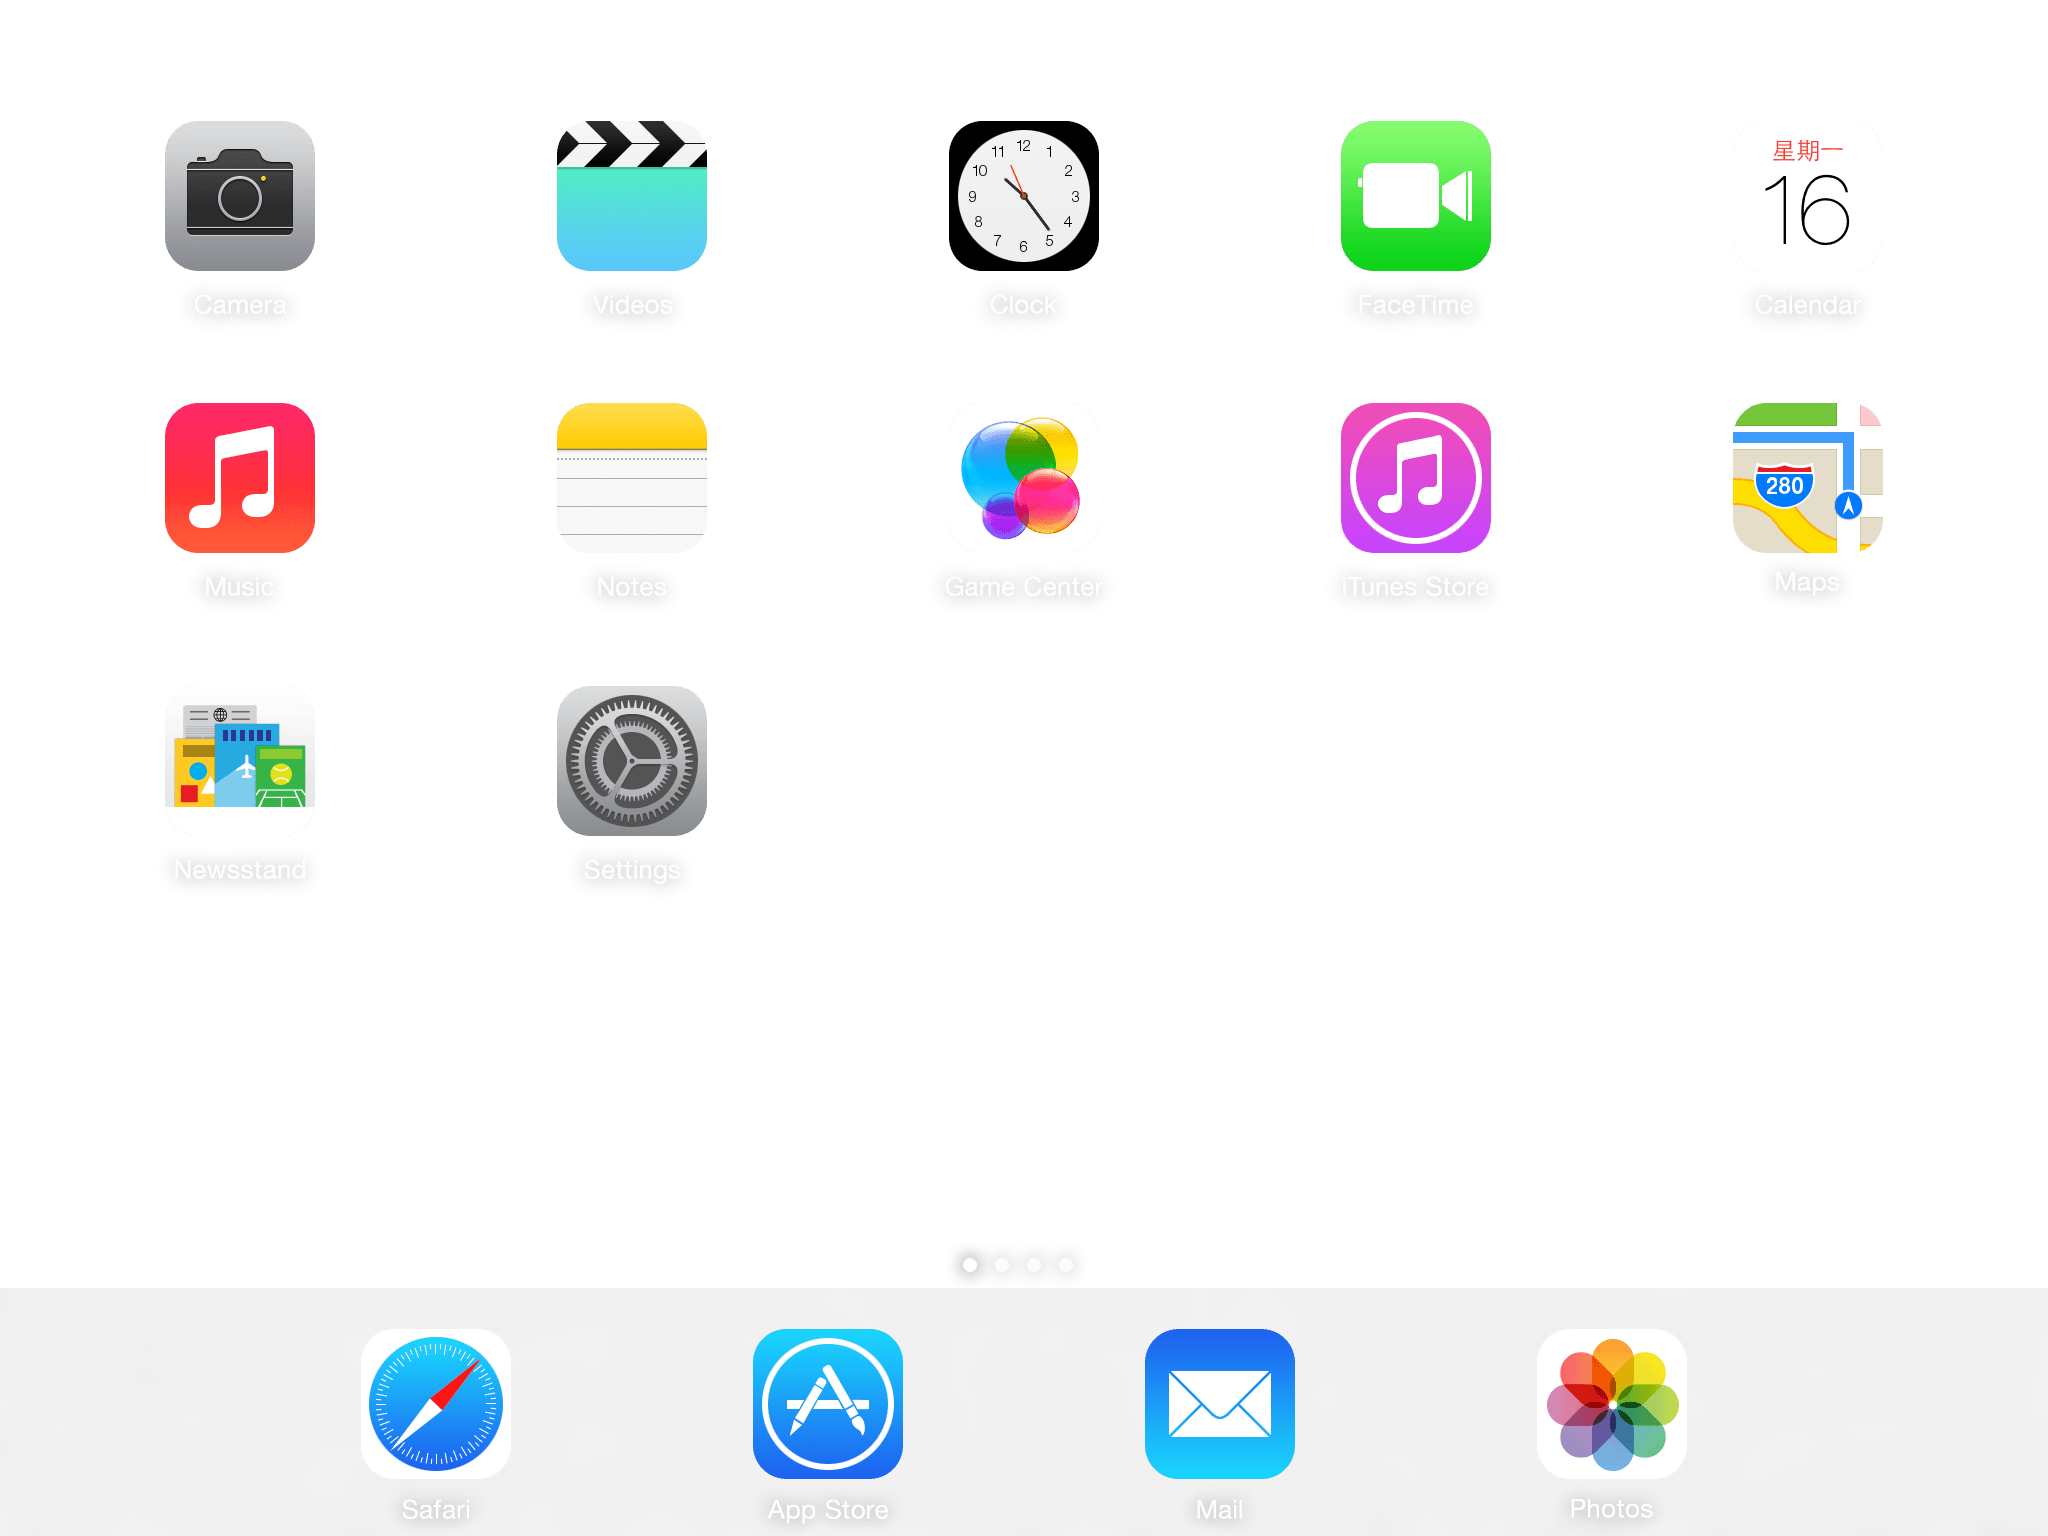 12
11
1
10
2
9
3
8
4
7
5
6
星期一
16
Camera
Videos
Clock
FaceTime
Calendar
280
Music
Notes
Game Center
iTunes Store
Maps
Newsstand
Settings
Safari
App Store
Mail
Photos